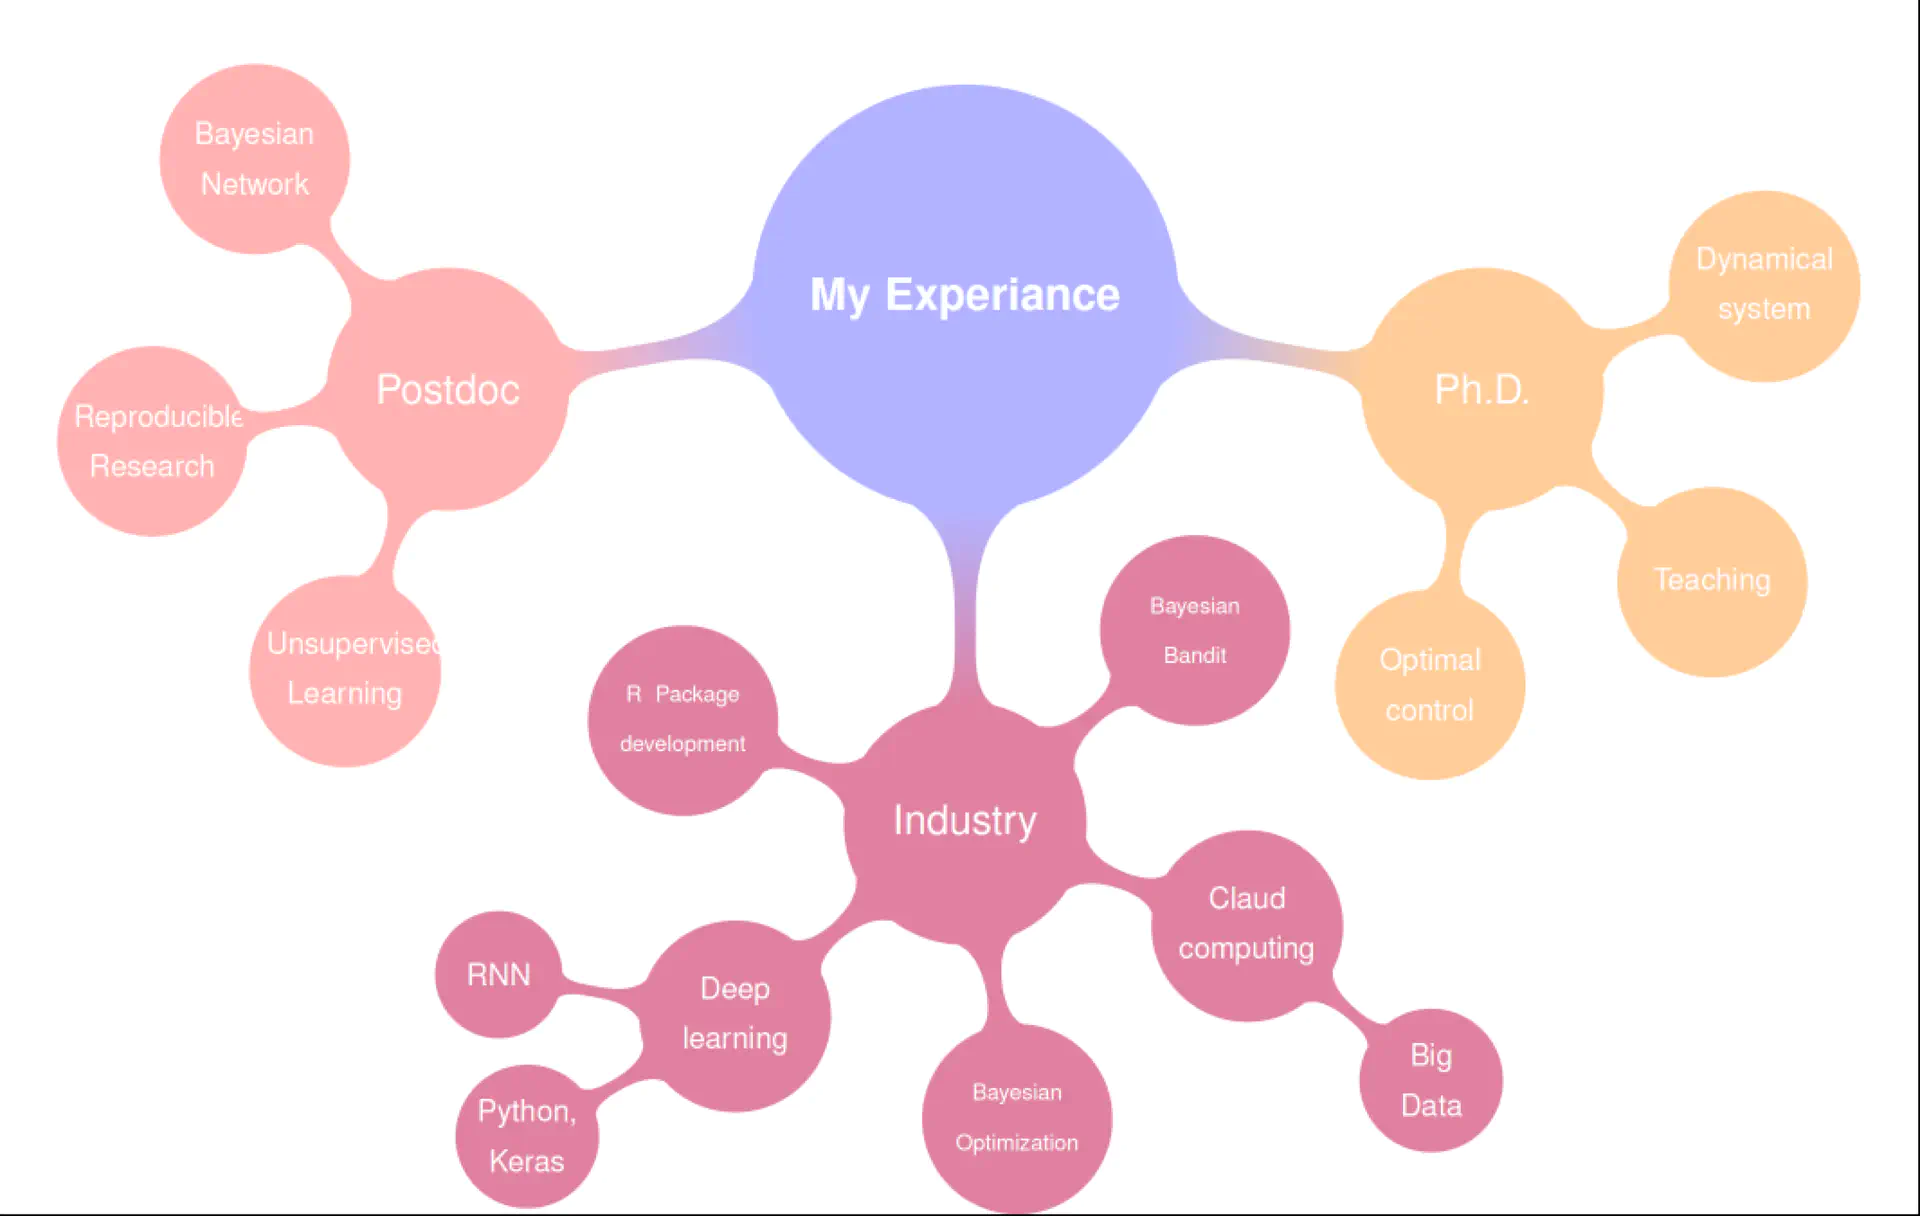 My Experiance
Postdoc
Bayesian
Network
Reproducible
Research
Unsupervised
Learning
Ph.D.
Dynamical
system
Teaching
Optimal
control
Industry
Bayesian
Bandit
R Package
development
Claud
computing
Big
Data
Deep
learning
RNN
Python,
Keras
Bayesian
Optimization